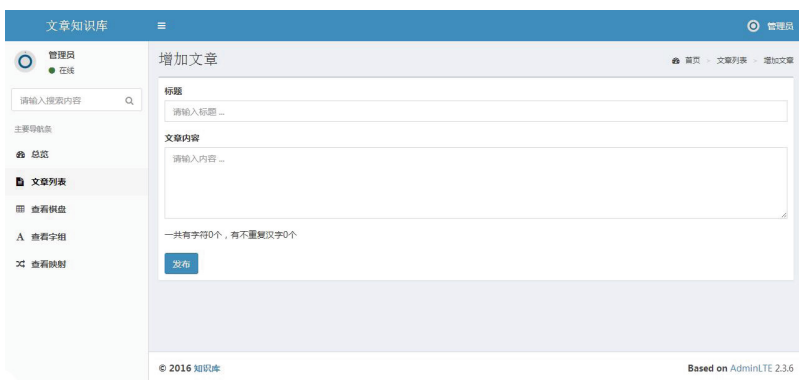 文章知识库
管理员
管理员
在线
请输入搜索内容
主要导航条
总览
文章列表
查看棋盘
查看字组
查看映射
增加文章
首页 > 文章列表 > 增加文章
标题
请输入标题 ...
文章内容
请输入内容 ...
一共有字符0个，有不重复汉字0个
发布
© 2016 知识库
Based on AdminLTE 2.3.6